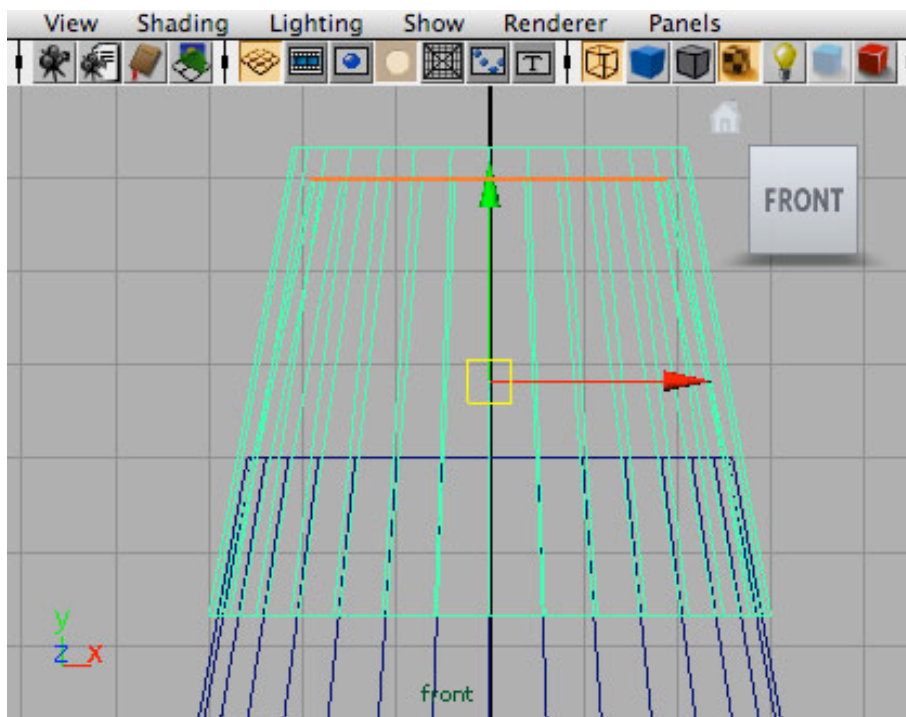 View Shading Lighting Show Renderer Panels
T
FRONT
y
z x
front